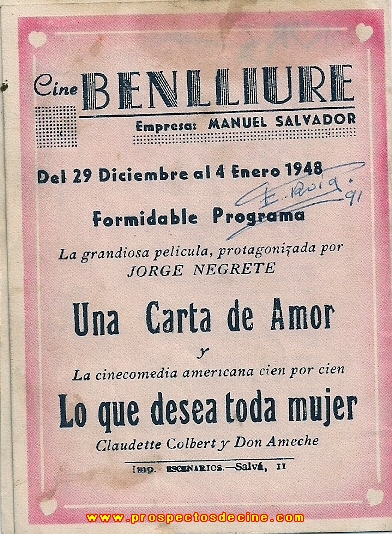 Cine BENLLIURE
Empresa: MANUEL SALVADOR
Del 29 Diciembre al 4 Enero 1948
E. Roig.
91
Formidable Programa
La grandiosa película, protagonizada por
JORGE NEGRETE
Una Carta de Amor
y
La cinecomedia americana cien por cien
Lo que desea toda mujer
Claudette Colbert y Don Ameche
Imp. ESCENARIOS.—Salvá, 11
www.prospectosdecine.com